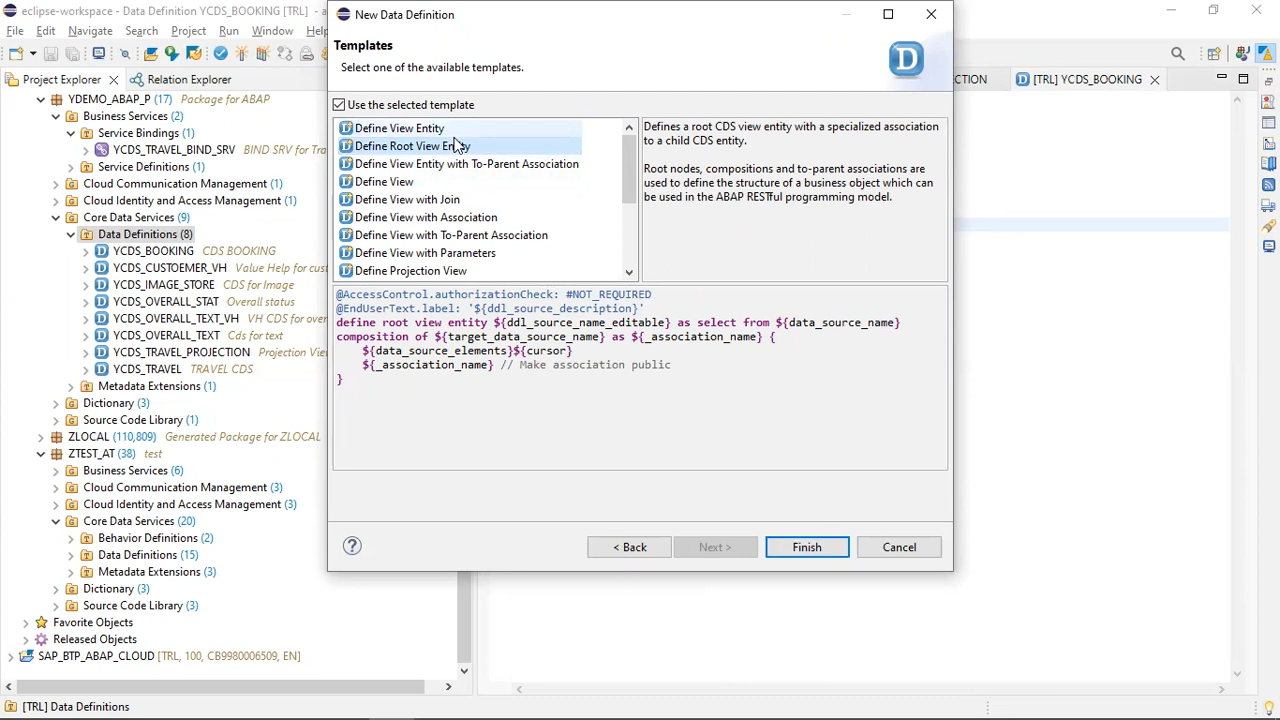 eclipse-workspace - Data Definition YCDS_BOOKING [TRL] - a
File Edit Navigate Search Project Run Window Help
Project Explorer
Relation Explorer
YDEMO_ABAP_P (17) Package for ABAP
Business Services (2)
Service Bindings (1)
YCDS_TRAVEL_BIND_SRV BIND SRV for Tra
Service Definitions (1)
Cloud Communication Management (1)
Cloud Identity and Access Management (1)
Core Data Services (9)
Data Definitions (8)
YCDS_BOOKING CDS BOOKING
YCDS_CUSTOEMER_VH Value Help for cust
YCDS_IMAGE_STORE CDS for Image
YCDS_OVERALL_STAT Overall status
YCDS_OVERALL_TEXT_VH VH CDS for over
YCDS_OVERALL_TEXT Cds for text
YCDS_TRAVEL_PROJECTION Projection View
YCDS_TRAVEL TRAVEL CDS
Metadata Extensions (1)
Dictionary (3)
Source Code Library (1)
ZLOCAL (110,809) Generated Package for ZLOCAL
ZTEST_AT (38) test
Business Services (6)
Cloud Communication Management (3)
Cloud Identity and Access Management (3)
Core Data Services (20)
Behavior Definitions (2)
Data Definitions (15)
Metadata Extensions (3)
Dictionary (3)
Source Code Library (3)
Favorite Objects
Released Objects
SAP_BTP_ABAP_CLOUD [TRL, 100, CB9980006509, EN]
[TRL] Data Definitions
New Data Definition
Templates
Select one of the available templates.
D
Use the selected template
Define View Entity
Define Root View Entity
Define View Entity with To-Parent Association
Define View
Define View with Join
Define View with Association
Define View with To-Parent Association
Define View with Parameters
Define Projection View
Defines a root CDS view entity with a specialized association
to a child CDS entity.
Root nodes, compositions and to-parent associations are
used to define the structure of a business object which can
be used in the ABAP RESTful programming model.
@AccessControl.authorizationCheck: #NOT_REQUIRED
@EndUserText.label: '${ddl_source_description}'
define root view entity ${ddl_source_name_editable} as select from ${data_source_name}
composition of ${target_data_source_name} as ${_association_name} {
${data_source_elements}${cursor}
${_association_name} // Make association public
}
< Back
Next >
Finish
Cancel
CTION
[TRL] YCDS_BOOKING